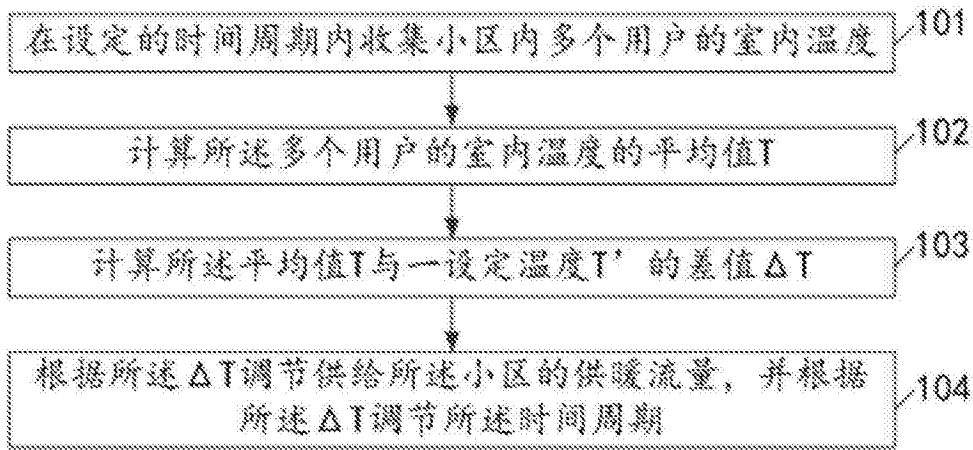 在设定的时间周期内收集小区内多个用户的室内温度
101
计算所述多个用户的室内温度的平均值T
102
计算所述平均值T与一设定温度T'的差值ΔT
103
根据所述ΔT调节供给所述小区的供暖流量，并根据
所述ΔT调节所述时间周期
104